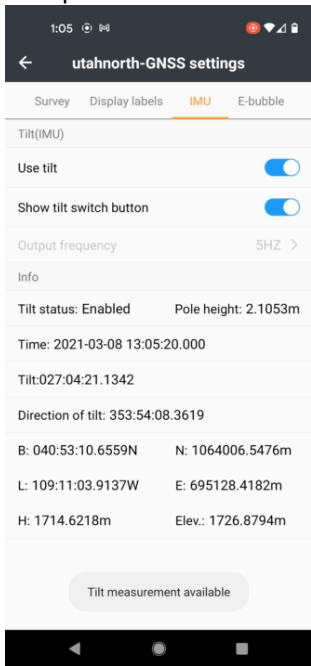 1:05
utahnorth-GNSS settings
Survey Display labels IMU E-bubble
Tilt(IMU)
Use tilt
Show tilt switch button
Output frequency 5HZ
Info
Tilt status: Enabled Pole height: 2.1053m
Time: 2021-03-08 13:05:20.000
Tilt:027:04:21.1342
Direction of tilt: 353:54:08.3619
B: 040:53:10.6559N N: 1064006.5476m
L: 109:11:03.9137W E: 695128.4182m
H: 1714.6218m Elev.: 1726.8794m
Tilt measurement available